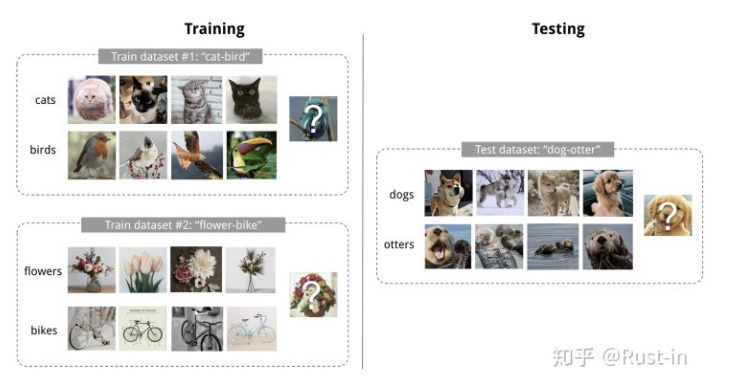 Training
Testing
Train dataset #1: “cat-bird”
cats
?
birds
Test dataset: “dog-otter”
dogs
?
otters
Train dataset #2: “flower-bike”
flowers
?
bikes
知乎 @Rust-in